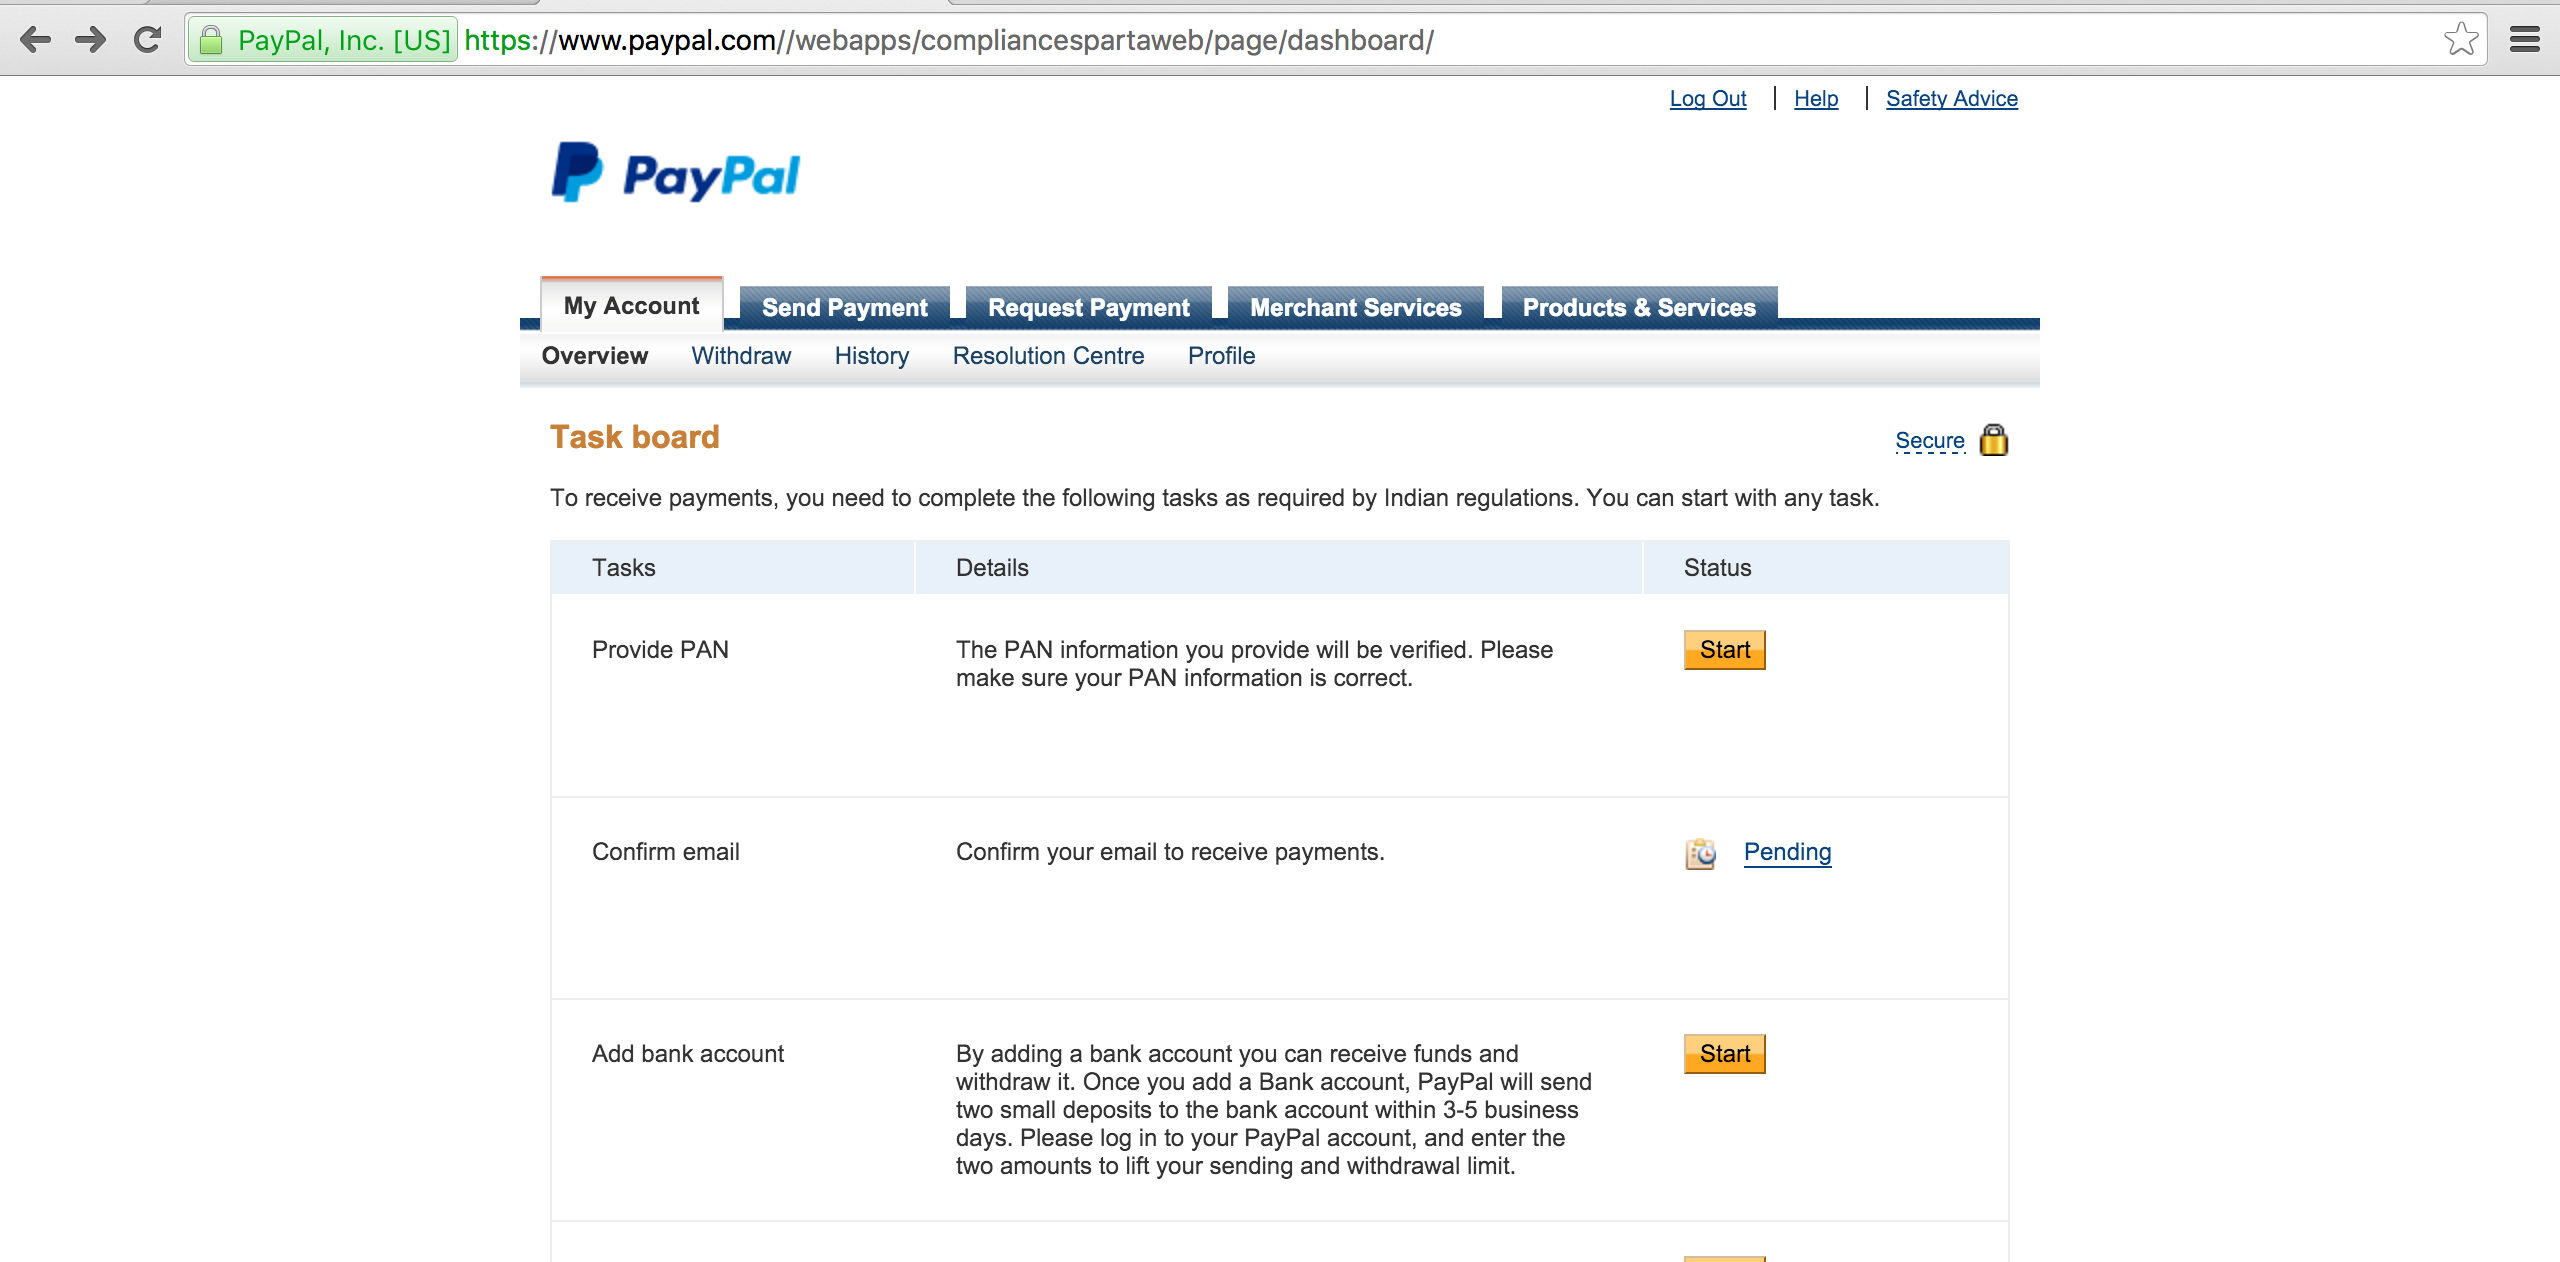 PayPal, Inc. [US] https://www.paypal.com//webapps/compliancespartaweb/page/dashboard/
Log Out | Help | Safety Advice
PayPal
My Account Send Payment Request Payment Merchant Services Products & Services
Overview Withdraw History Resolution Centre Profile
Task board Secure
To receive payments, you need to complete the following tasks as required by Indian regulations. You can start with any task.
Tasks Details Status
Provide PAN The PAN information you provide will be verified. Please Start
make sure your PAN information is correct.
Confirm email Confirm your email to receive payments. Pending
Add bank account By adding a bank account you can receive funds and Start
withdraw it. Once you add a Bank account, PayPal will send
two small deposits to the bank account within 3-5 business
days. Please log in to your PayPal account, and enter the
two amounts to lift your sending and withdrawal limit.